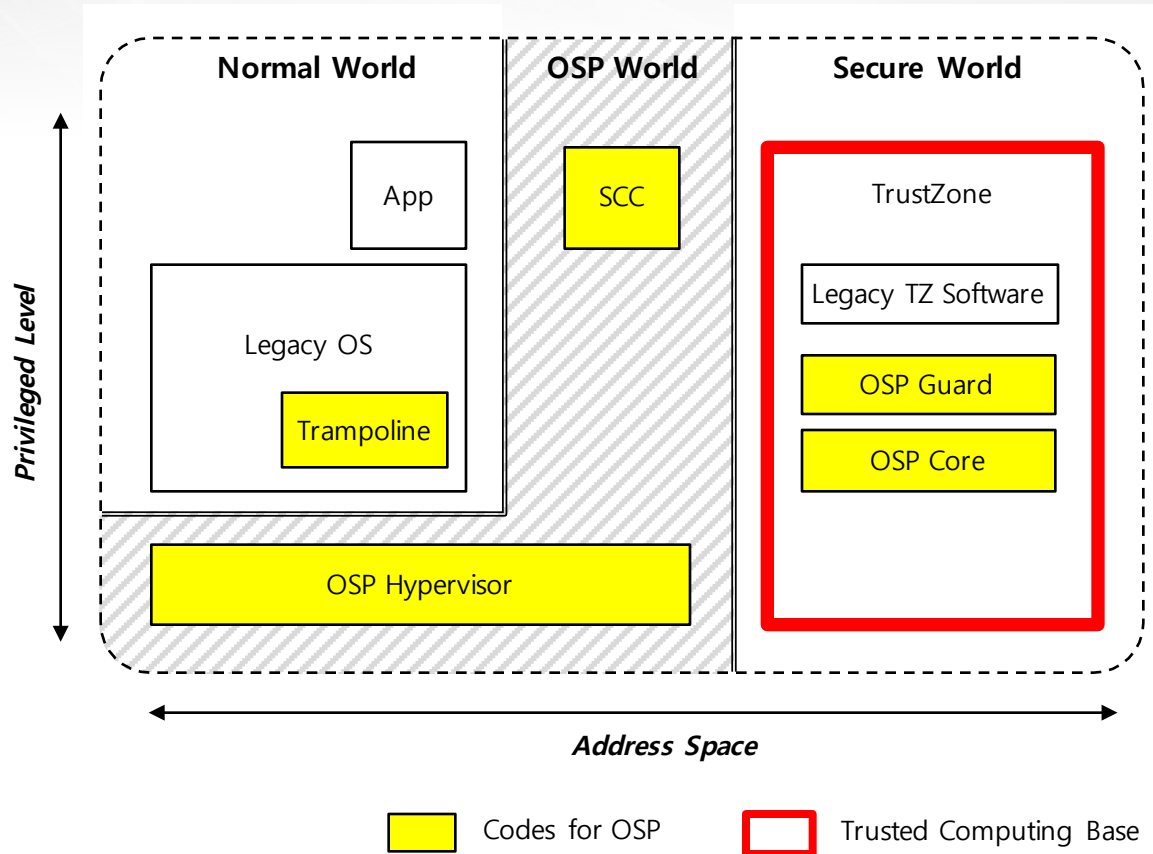 Normal World
OSP World
Secure World
App
SCC
TrustZone
Legacy TZ Software
Legacy OS
OSP Guard
Trampoline
OSP Core
OSP Hypervisor
Privileged Level
Address Space
Codes for OSP
Trusted Computing Base